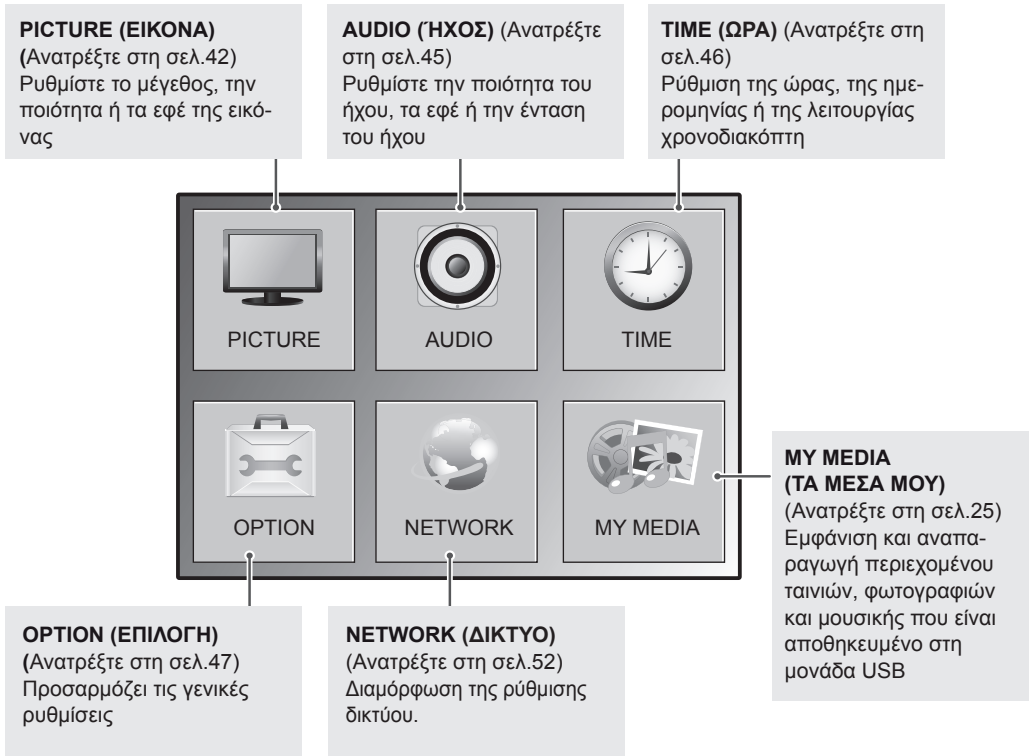 PICTURE (ΕΙΚΟΝΑ)
(Ανατρέξτε στη σελ.42)
Ρυθμίστε το μέγεθος, την
ποιότητα ή τα εφέ της εικό-
νας
AUDIO (ΉΧΟΣ) (Ανατρέξτε
στη σελ.45)
Ρυθμίστε την ποιότητα του
ήχου, τα εφέ ή την ένταση
του ήχου
TIME (ΩΡΑ) (Ανατρέξτε στη
σελ.46)
Ρύθμιση της ώρας, της ημε-
ρομηνίας ή της λειτουργίας
χρονοδιακόπτη
PICTURE
AUDIO
TIME
OPTION
NETWORK
MY MEDIA
MY MEDIA
(ΤΑ ΜΕΣΑ ΜΟΥ)
(Ανατρέξτε στη σελ.25)
Εμφάνιση και αναπα-
ραγωγή περιεχομένου
ταινιών, φωτογραφιών
και μουσικής που είναι
αποθηκευμένο στη
μονάδα USB
OPTION (ΕΠΙΛΟΓΗ)
(Ανατρέξτε στη σελ.47)
Προσαρμόζει τις γενικές
ρυθμίσεις
NETWORK (ΔΙΚΤΥΟ)
(Ανατρέξτε στη σελ.52)
Διαμόρφωση της ρύθμισης
δικτύου.